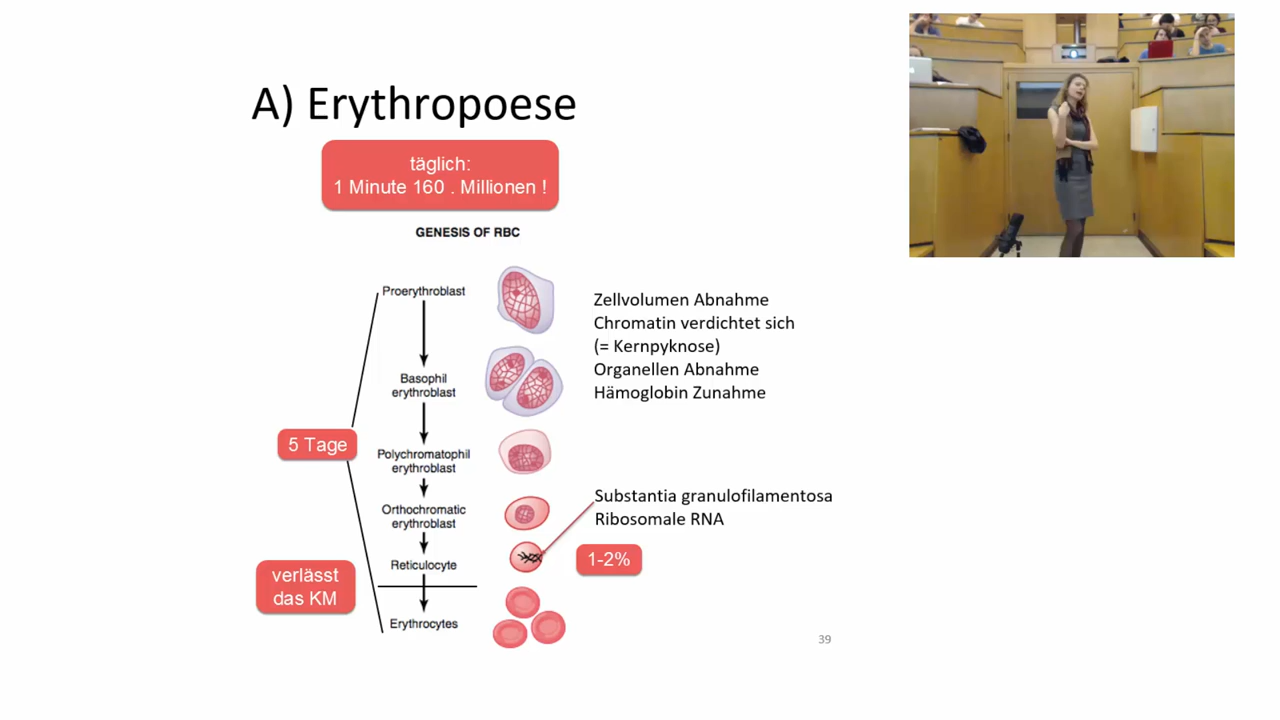 A) Erythropoese
täglich:
1 Minute 160 . Millionen !
GENESIS OF RBC
Proerythroblast
Zellvolumen Abnahme
Chromatin verdichtet sich
(= Kernpyknose)
Organellen Abnahme
Hämoglobin Zunahme
Basophil
erythroblast
5 Tage
Polychromatophil
erythroblast
Orthochromatic
erythroblast
Substantia granulofilamentosa
Ribosomale RNA
Reticulocyte
1-2%
verlässt
das KM
Erythrocytes
39